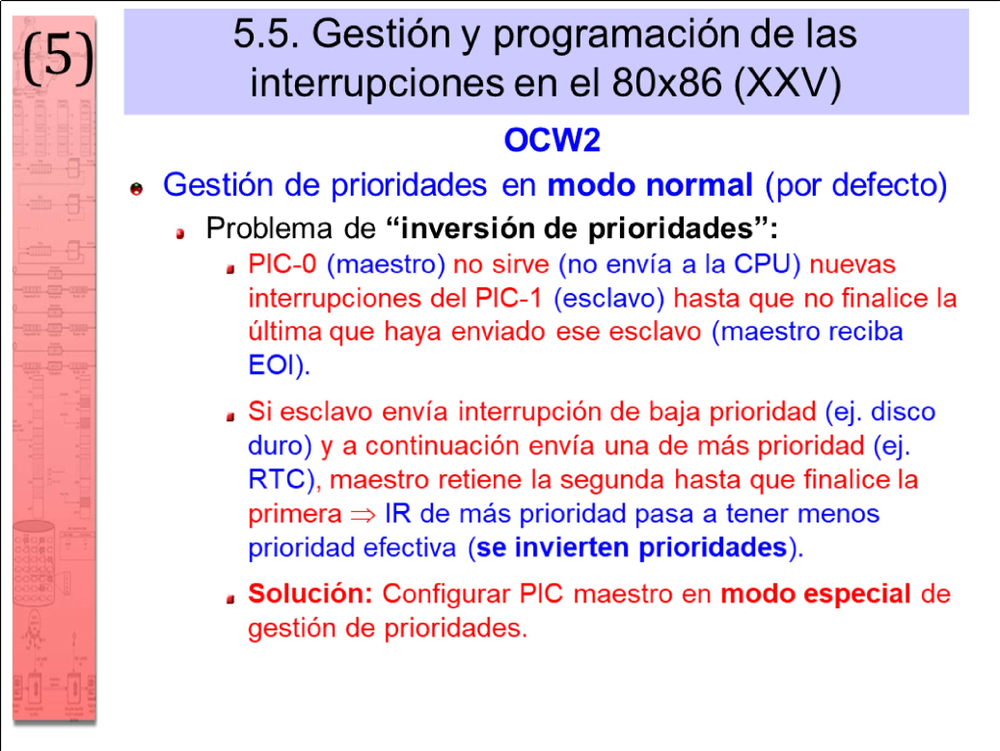 (5)
5.5. Gestión y programación de las
interrupciones en el 80x86 (XXV)
OCW2
Gestión de prioridades en modo normal (por defecto)
Problema de “inversión de prioridades”:
PIC-0 (maestro) no sirve (no envía a la CPU) nuevas
interrupciones del PIC-1 (esclavo) hasta que no finalice la
última que haya enviado ese esclavo (maestro reciba
EOI).
Si esclavo envía interrupción de baja prioridad (ej. disco
duro) y a continuación envía una de más prioridad (ej.
RTC), maestro retiene la segunda hasta que finalice la
primera ⇒ IR de más prioridad pasa a tener menos
prioridad efectiva (se invierten prioridades).
Solución: Configurar PIC maestro en modo especial de
gestión de prioridades.